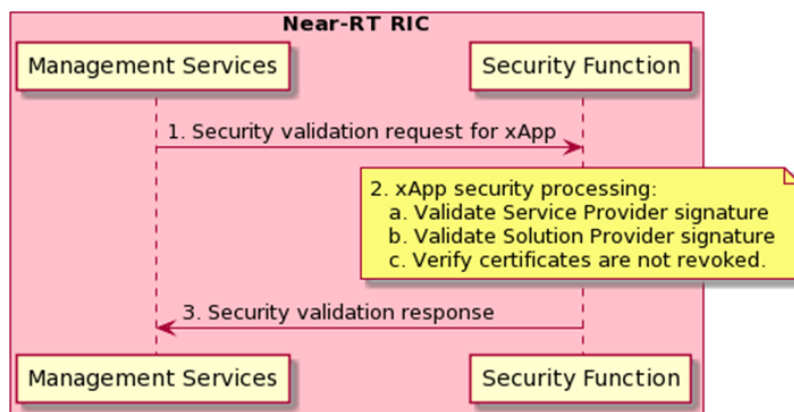 Near-RT RIC
Management Services
Security Function
1. Security validation request for xApp
2. xApp security processing:
a. Validate Service Provider signature
b. Validate Solution Provider signature
c. Verify certificates are not revoked.
3. Security validation response
Management Services
Security Function